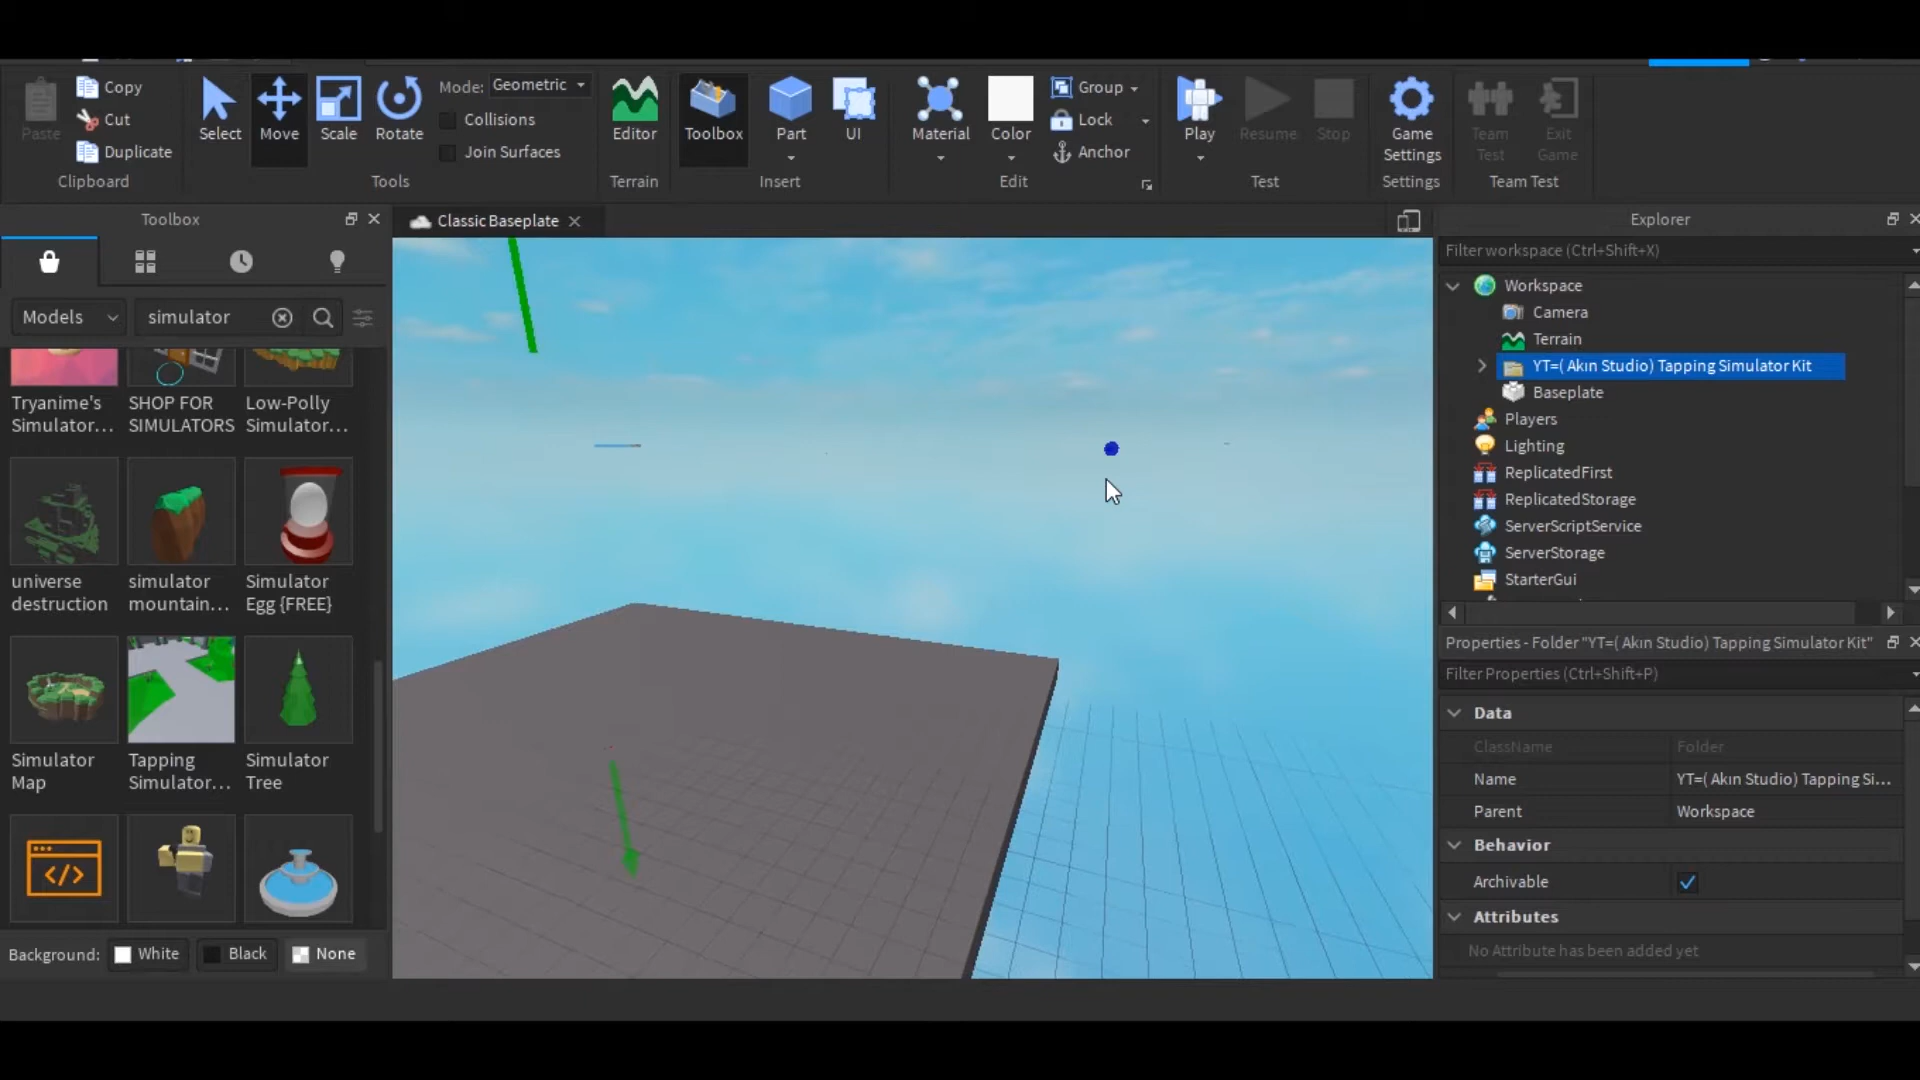 Paste
Copy
Cut
Duplicate
Clipboard
Select
Move
Scale
Rotate
Mode: Geometric
Collisions
Join Surfaces
Tools
Editor
Terrain
Toolbox
Part
UI
Insert
Material
Color
Group
Lock
Anchor
Edit
Play
Resume
Stop
Test
Game
Settings
Settings
Team
Test
Exit
Game
Team Test
Toolbox
Models
simulator
Tryanime's
Simulator...
SHOP FOR
SIMULATORS
Low-Polly
Simulator...
universe
destruction
simulator
mountain...
Simulator
Egg {FREE}
Simulator
Map
Tapping
Simulator...
Simulator
Tree
Background: White Black None
Classic Baseplate
Explorer
Filter workspace (Ctrl+Shift+X)
Workspace
Camera
Terrain
YT=( Akın Studio) Tapping Simulator Kit
Baseplate
Players
Lighting
ReplicatedFirst
ReplicatedStorage
ServerScriptService
ServerStorage
StarterGui
Properties - Folder "YT=( Akın Studio) Tapping Simulator Kit"
Filter Properties (Ctrl+Shift+P)
Data
ClassName Folder
Name YT=( Akın Studio) Tapping Si...
Parent Workspace
Behavior
Archivable
Attributes
No Attribute has been added yet